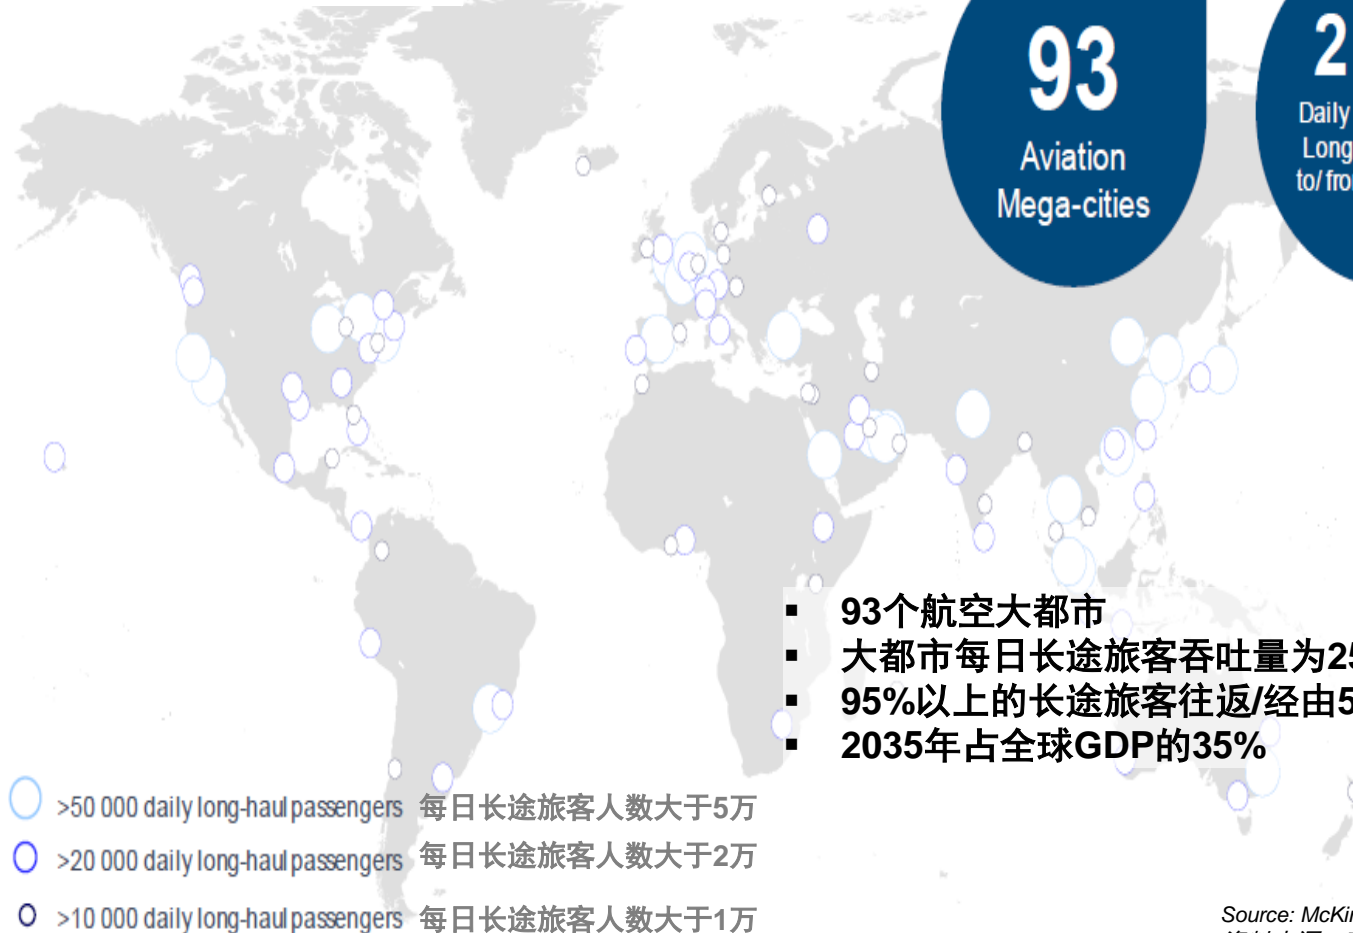 93
Aviation
Mega-cities
2
Daily
Long
to/ fro
93个航空大都市
大都市每日长途旅客吞吐量为25
95%以上的长途旅客往返/经由5
2035年占全球GDP的35%
>50 000 daily long-haul passengers 每日长途旅客人数大于5万
>20 000 daily long-haul passengers 每日长途旅客人数大于2万
>10 000 daily long-haul passengers 每日长途旅客人数大于1万
Source: McKin